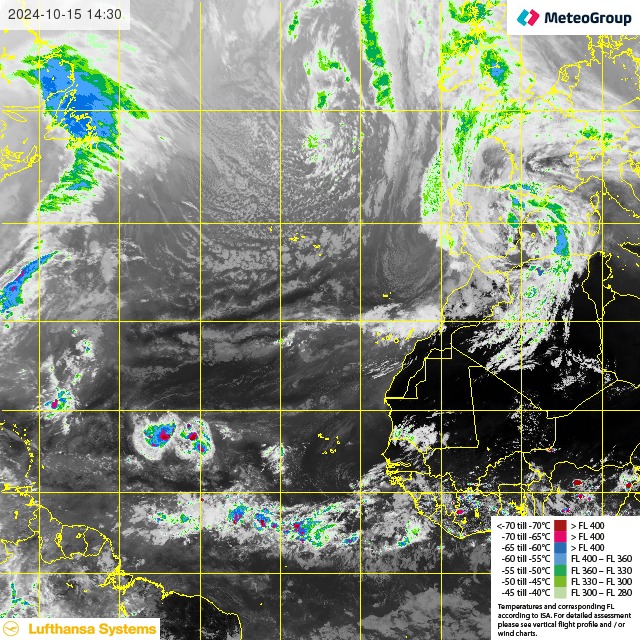 2024-10-15 14:30
MeteoGroup
<-70 till -70°C > FL 400
-70 till -65°C > FL 400
-65 till -60°C > FL 400
-60 till -55°C FL 400 – FL 360
-55 till -50°C FL 360 – FL 330
-50 till -45°C FL 330 – FL 300
-45 till -40°C FL 300 – FL 280
Temperatures and corresponding FL
according to ISA. For detailed assessment
please see vertical flight profile and / or
wind charts.
Lufthansa Systems